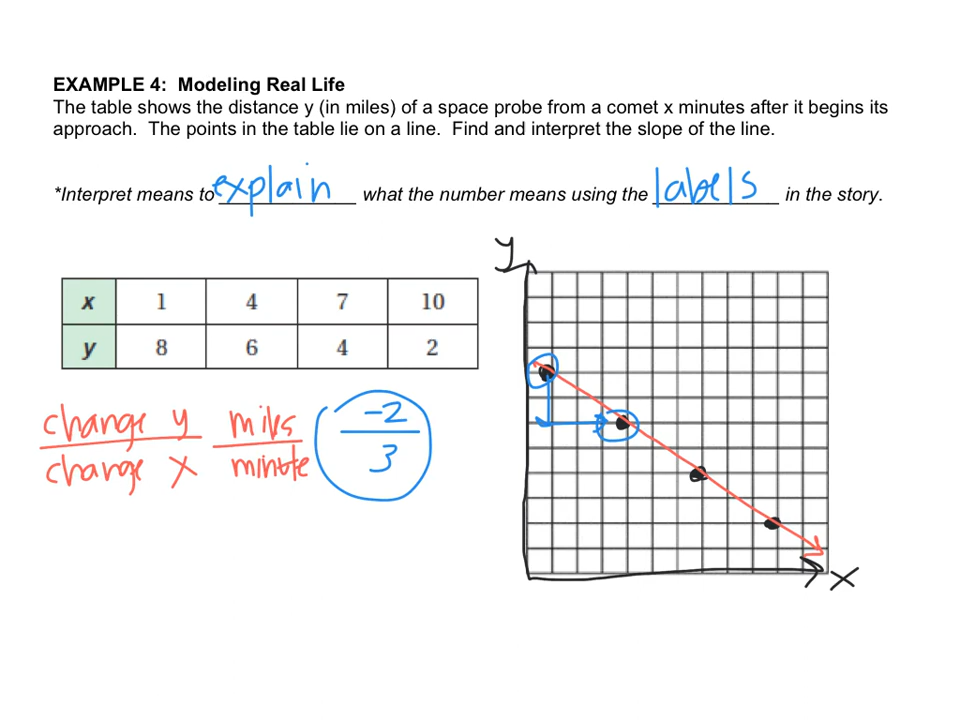 EXAMPLE 4: Modeling Real Life
The table shows the distance y (in miles) of a space probe from a comet x minutes after it begins its
approach. The points in the table lie on a line. Find and interpret the slope of the line.
*Interpret means to explain what the number means using the labels in the story.
y
x 1 4 7 10
y 8 6 4 2
change y miles -2
change x minute 3
x